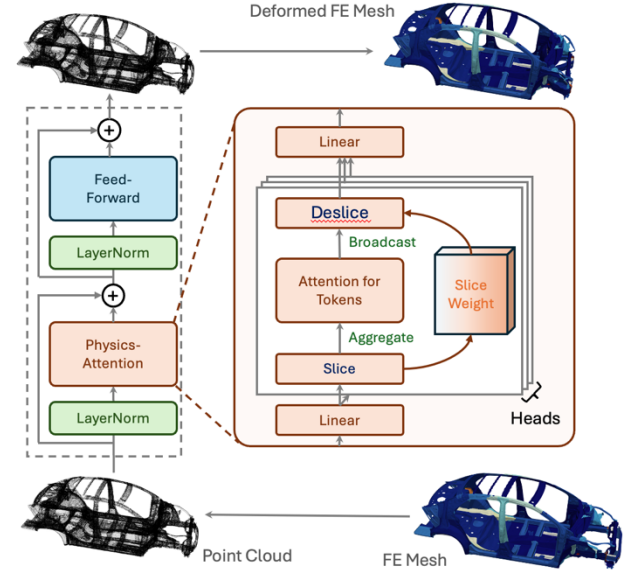 Deformed FE Mesh
+
Feed-
Forward
LayerNorm
+
Physics-
Attention
LayerNorm
Linear
Deslice
Broadcast
Attention for
Tokens
Slice
Weight
Aggregate
Slice
Linear
Heads
Point Cloud
FE Mesh